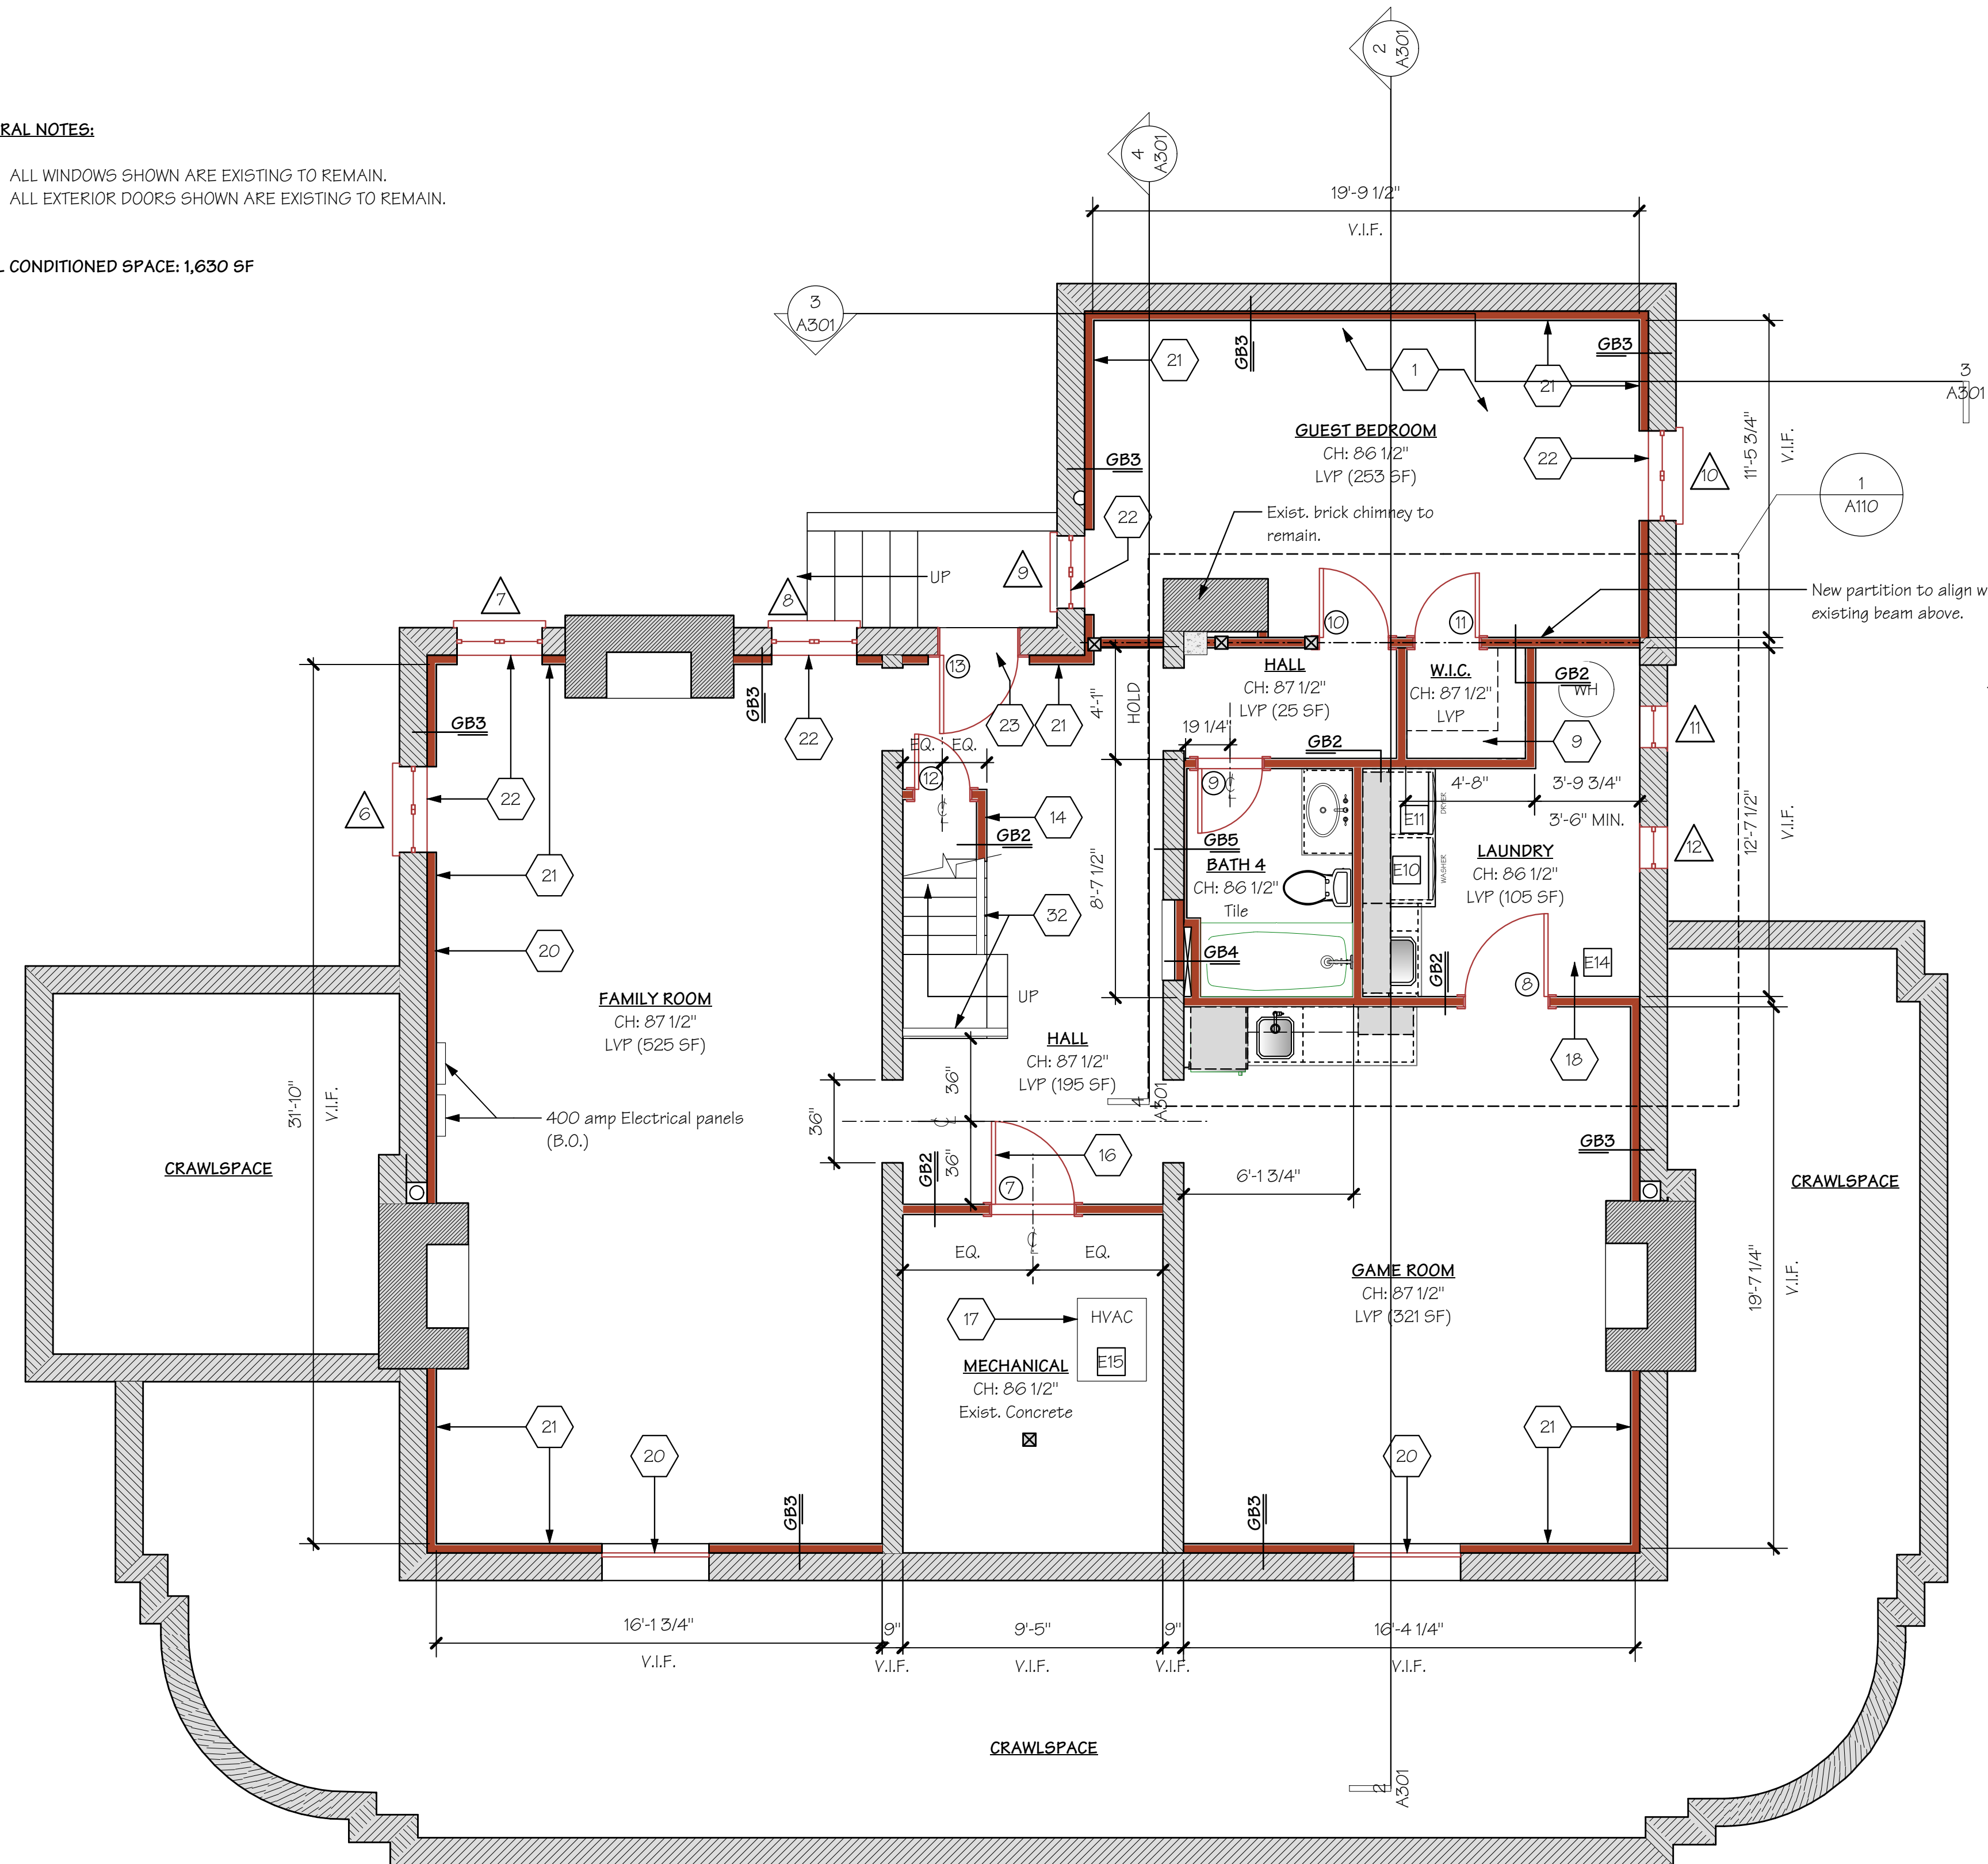 RAL NOTES:
ALL WINDOWS SHOWN ARE EXISTING TO REMAIN.
ALL EXTERIOR DOORS SHOWN ARE EXISTING TO REMAIN.
L CONDITIONED SPACE: 1,630 SF
2
A301
4
A301
19'-9 1/2"
V.I.F.
3
A301
GB3
GB3
21
1
21
3
A301
GUEST BEDROOM
CH: 86 1/2"
LVP (253 SF)
22
10
11'-5 3/4"
V.I.F.
1
A110
GB3
22
Exist. brick chimney to
remain.
UP
9
7
8
10
11
New partition to align w
existing beam above.
13
HALL
CH: 87 1/2"
LVP (25 SF)
W.I.C.
CH: 87 1/2"
LVP
GB2
WH
GB3
GB3
22
23
21
4'-1"
HOLD
19 1/4"
GB2
9
11
EQ.
EQ.
12
C
L
9
C
L
4'-8"
3'-9 3/4"
3'-6" MIN.
6
22
14
GB2
E11
DRYER
12
12'-7 1/2"
V.I.F.
GB5
BATH 4
CH: 86 1/2"
Tile
E10
WASHER
LAUNDRY
CH: 86 1/2"
LVP (105 SF)
21
8'-7 1/2"
32
20
GB4
GB2
E14
8
FAMILY ROOM
CH: 87 1/2"
LVP (525 SF)
UP
HALL
CH: 87 1/2"
LVP (195 SF)
18
31'-10"
V.I.F.
400 amp Electrical panels
(B.O.)
36"
36"
C
L
4
A301
GB3
CRAWLSPACE
GB2
36"
16
7
6'-1 3/4"
CRAWLSPACE
EQ.
C
L
EQ.
GAME ROOM
CH: 87 1/2"
LVP (321 SF)
19'-7 1/4"
V.I.F.
17
HVAC
E15
MECHANICAL
CH: 86 1/2"
Exist. Concrete
21
20
20
21
GB3
GB3
16'-1 3/4"
V.I.F.
9"
V.I.F.
9'-5"
V.I.F.
9"
V.I.F.
16'-4 1/4"
V.I.F.
CRAWLSPACE
2
A301